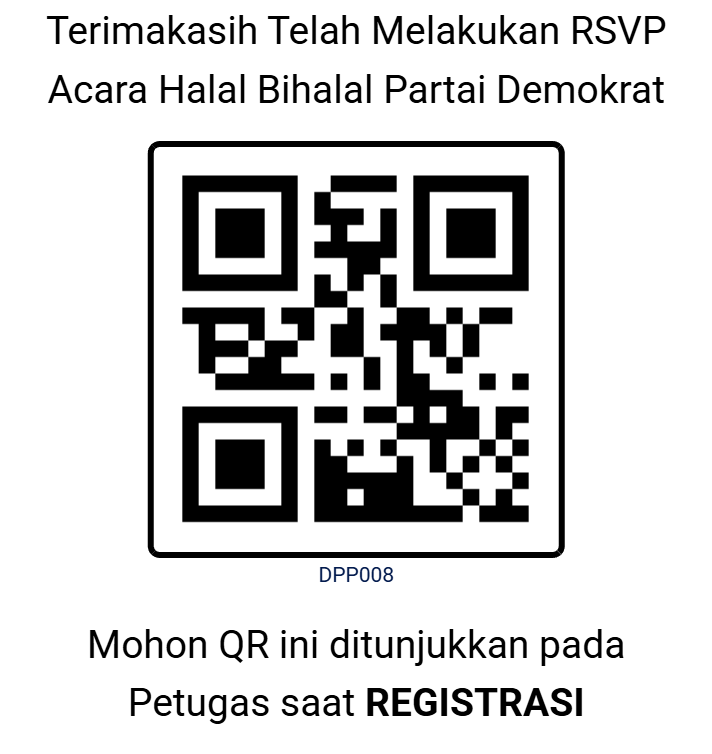 Terimakasih Telah Melakukan RSVP
Acara Halal Bihalal Partai Demokrat
DPP008
Mohon QR ini ditunjukkan pada
Petugas saat REGISTRASI